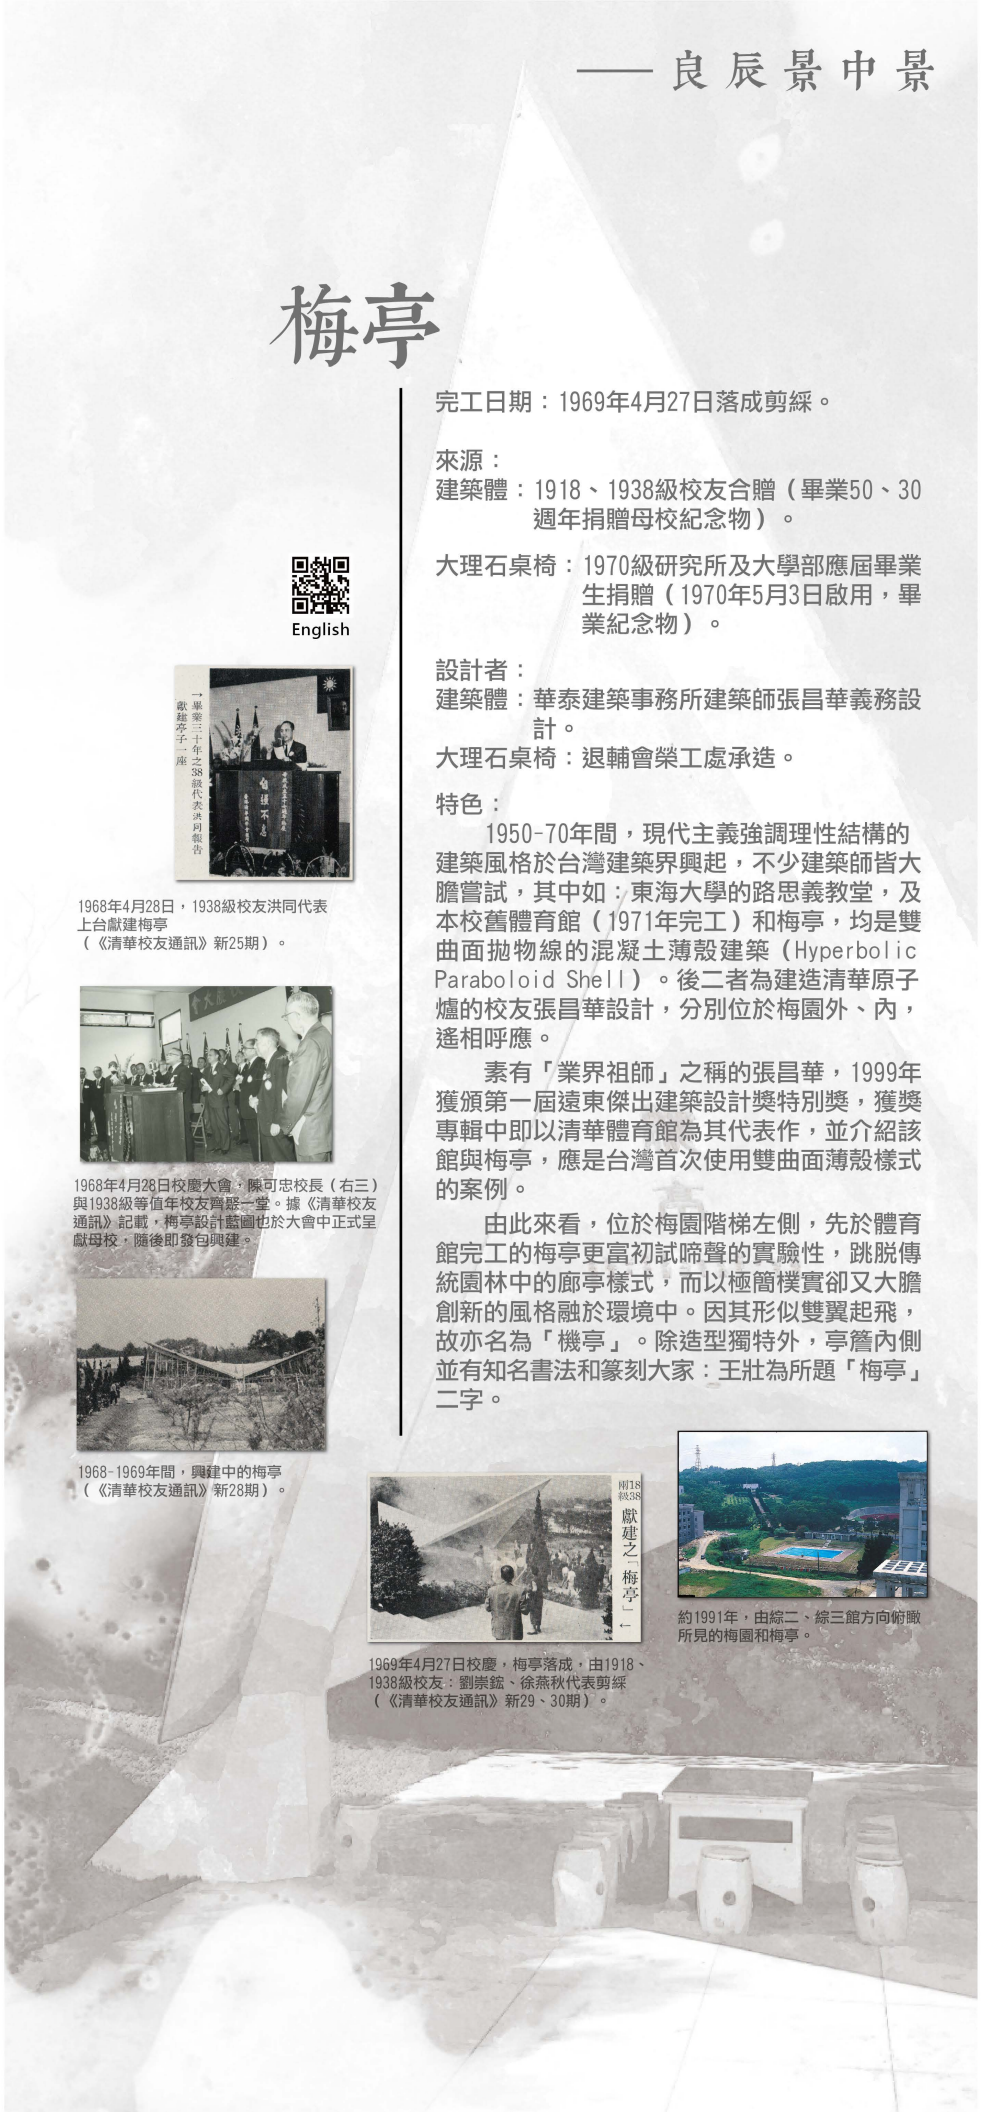 ——良辰景中景
梅亭
完工日期：1969年4月27日落成剪綵。
來源：
建築體：1918、1938級校友合贈（畢業50、30
週年捐贈母校紀念物）。
大理石桌椅：1970級研究所及大學部應屆畢業
生捐贈（1970年5月3日啟用，畢
業紀念物）。
設計者：
建築體：華泰建築事務所建築師張昌華義務設
計。
大理石桌椅：退輔會榮工處承造。
特色：
1950-70年間，現代主義強調理性結構的
建築風格於台灣建築界興起，不少建築師皆大
膽嘗試，其中如：東海大學的路思義教堂，及
本校舊體育館（1971年完工）和梅亭，均是雙
曲面拋物線的混凝土薄殼建築（Hyperbolic
Paraboloid Shell）。後二者為建造清華原子
爐的校友張昌華設計，分別位於梅園外、內，
遙相呼應。
素有「業界祖師」之稱的張昌華，1999年
獲頒第一屆遠東傑出建築設計獎特別獎，獲獎
專輯中即以清華體育館為其代表作，並介紹該
館與梅亭，應是台灣首次使用雙曲面薄殼樣式
的案例。
由此來看，位於梅園階梯左側，先於體育
館完工的梅亭更富初試啼聲的實驗性，跳脫傳
統園林中的廊亭樣式，而以極簡樸實卻又大膽
創新的風格融於環境中。因其形似雙翼起飛，
故亦名為「機亭」。除造型獨特外，亭簷內側
並有知名書法和篆刻大家：王壯為所題「梅亭」
二字。
English
→畢業三十年之38級代表洪同報告
獻建亭子一座
自強不息
1968年4月28日，1938級校友洪同代表
上台獻建梅亭
（《清華校友通訊》新25期）。
1968年4月28日校慶大會，陳可忠校長（右三）
與1938級等值年校友齊聚一堂。據《清華校友
通訊》記載，梅亭設計藍圖也於大會中正式呈
獻母校，隨後即發包興建。
1968-1969年間，興建中的梅亭
（《清華校友通訊》新28期）。
18 38
兩級
獻建之「梅亭」←
1969年4月27日校慶，梅亭落成，由1918、
1938級校友：劉崇鋐、徐燕秋代表剪綵
（《清華校友通訊》新29、30期）。
約1991年，由綜二、綜三館方向俯瞰
所見的梅園和梅亭。